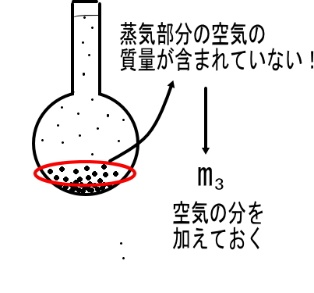 蒸気部分の空気の
質量が含まれていない！
m₃
空気の分を
加えておく